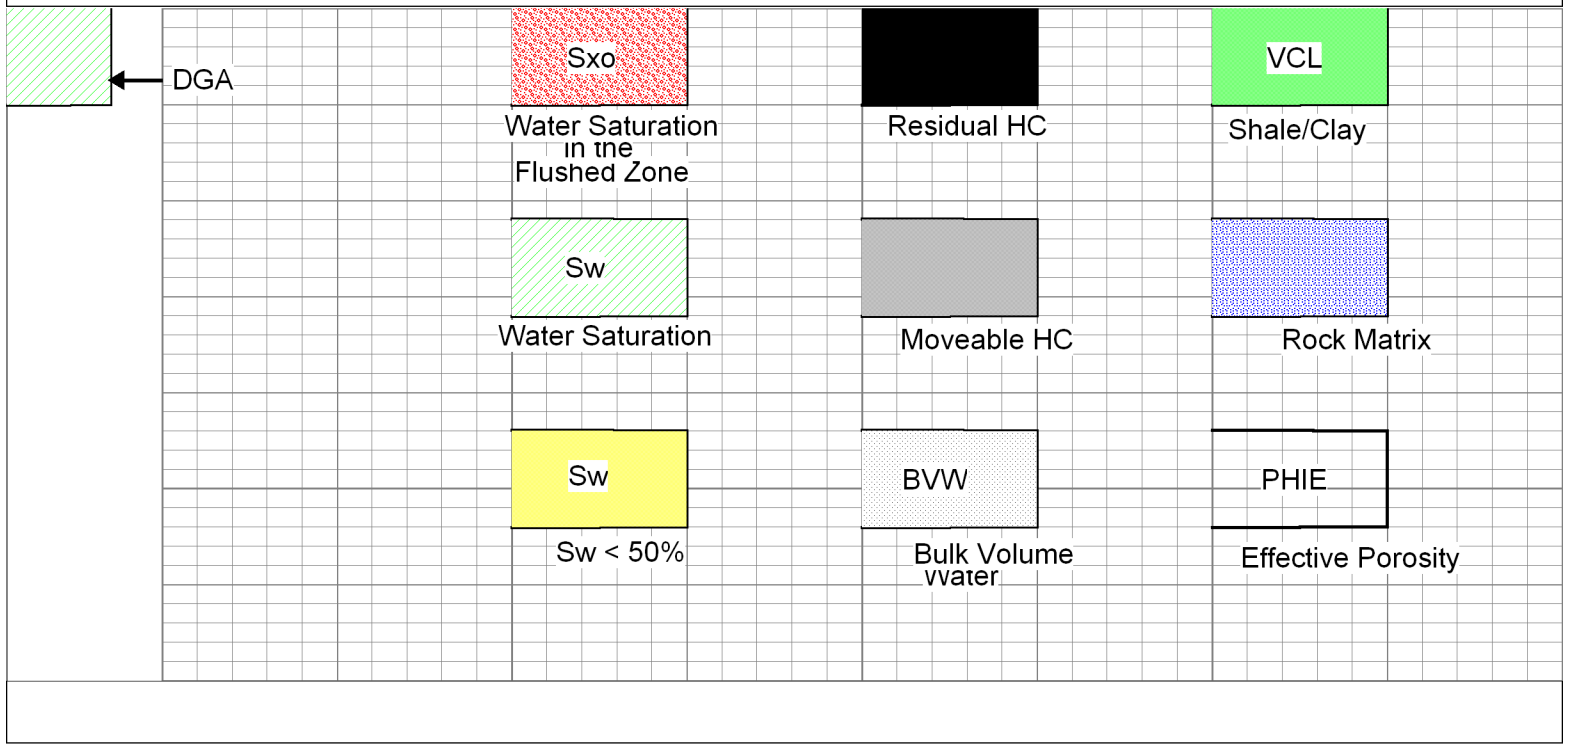 DGA
Sxo
Water Saturation
in the
Flushed Zone
Residual HC
VCL
Shale/Clay
Sw
Water Saturation
Moveable HC
Rock Matrix
Sw
Sw < 50%
BVW
Bulk Volume
Water
PHIE
Effective Porosity